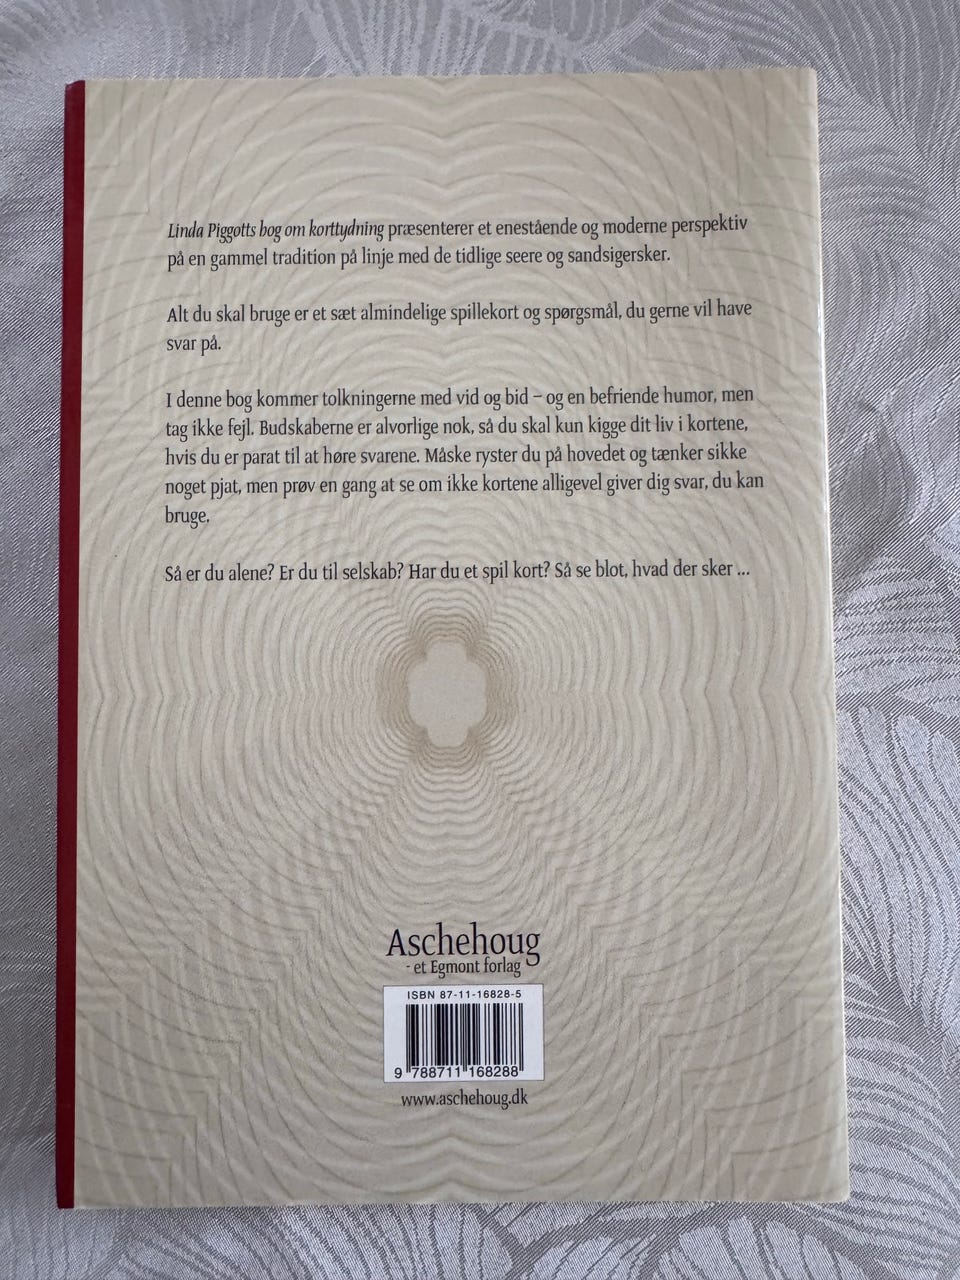 Linda Piggotts bog om korttydning præsenterer et enestående og moderne perspektiv
på en gammel tradition på linje med de tidlige seere og sandsigersker.
Alt du skal bruge er et sæt almindelige spillekort og spørgsmål, du gerne vil have
svar på.
I denne bog kommer tolkningerne med vid og bid – og en befriende humor, men
tag ikke fejl. Budskaberne er alvorlige nok, så du skal kun kigge dit liv i kortene,
hvis du er parat til at høre svarene. Måske ryster du på hovedet og tænker sikke
noget pjat, men prøv en gang at se om ikke kortene alligevel giver dig svar, du kan
bruge.
Så er du alene? Er du til selskab? Har du et spil kort? Så se blot, hvad der sker ...
Aschehoug
- et Egmont forlag
ISBN 87-11-16828-5
9 788711 168288
www.aschehoug.dk